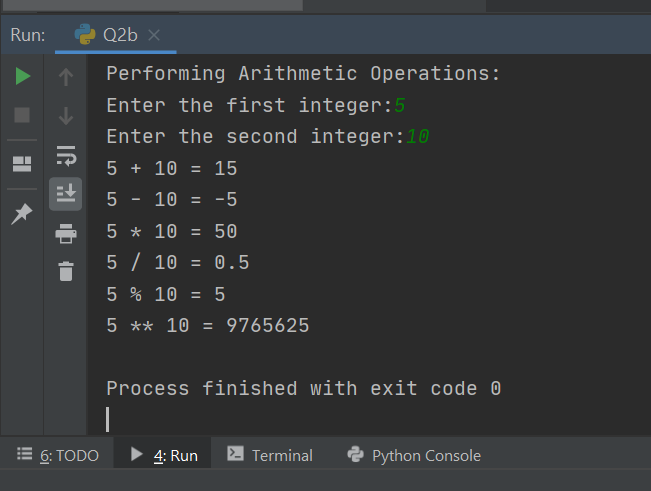 Run: Q2b
Performing Arithmetic Operations:
Enter the first integer:5
Enter the second integer:10
5 + 10 = 15
5 - 10 = -5
5 * 10 = 50
5 / 10 = 0.5
5 % 10 = 5
5 ** 10 = 9765625
Process finished with exit code 0
6: TODO 4: Run Terminal Python Console